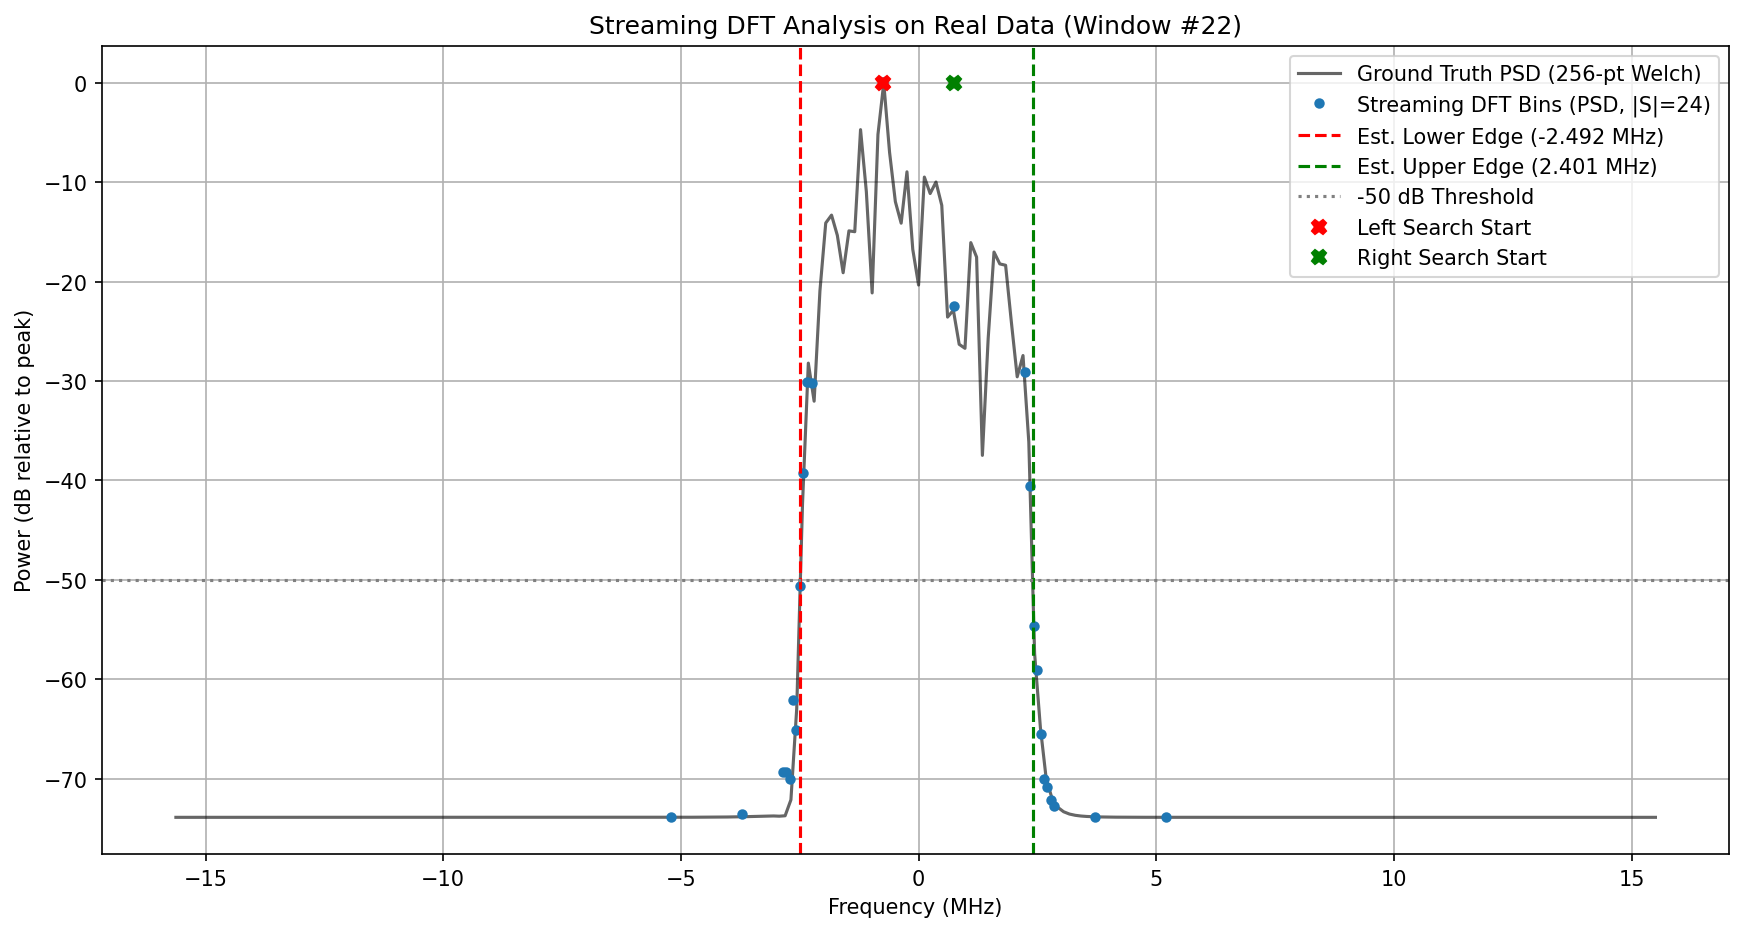 Streaming DFT Analysis on Real Data (Window #22)
Ground Truth PSD (256-pt Welch)
Streaming DFT Bins (PSD, |S|=24)
Est. Lower Edge (-2.492 MHz)
Est. Upper Edge (2.401 MHz)
-50 dB Threshold
Left Search Start
Right Search Start
Power (dB relative to peak)
0
−10
−20
−30
−40
−50
−60
−70
−15
−10
−5
0
5
10
15
Frequency (MHz)